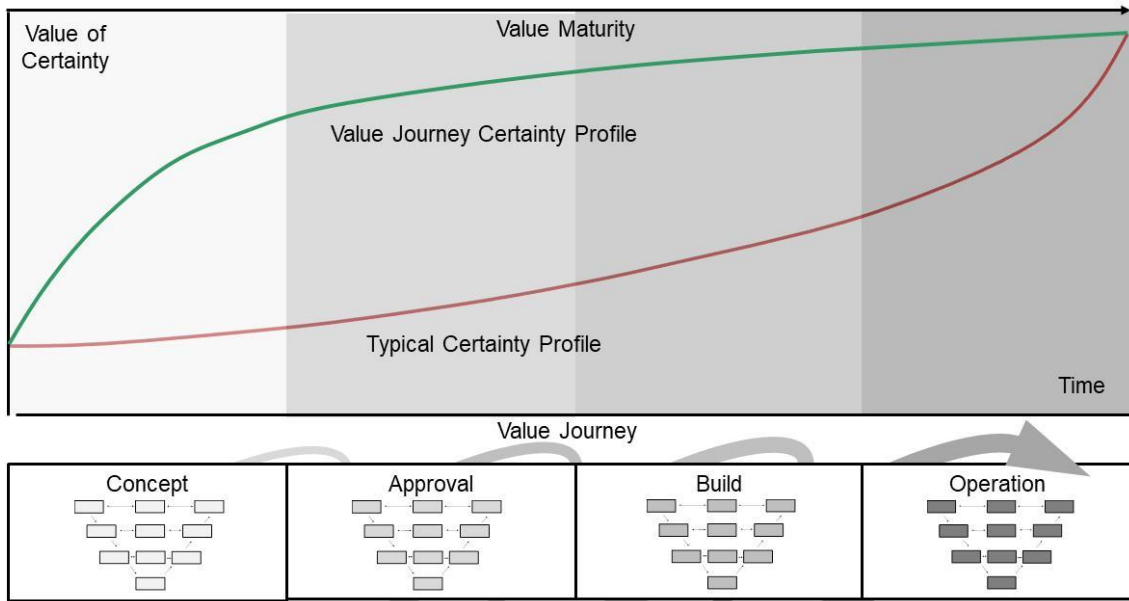 Value of
Certainty
Value Maturity
Value Journey Certainty Profile
Typical Certainty Profile
Time
Value Journey
Concept
Approval
Build
Operation